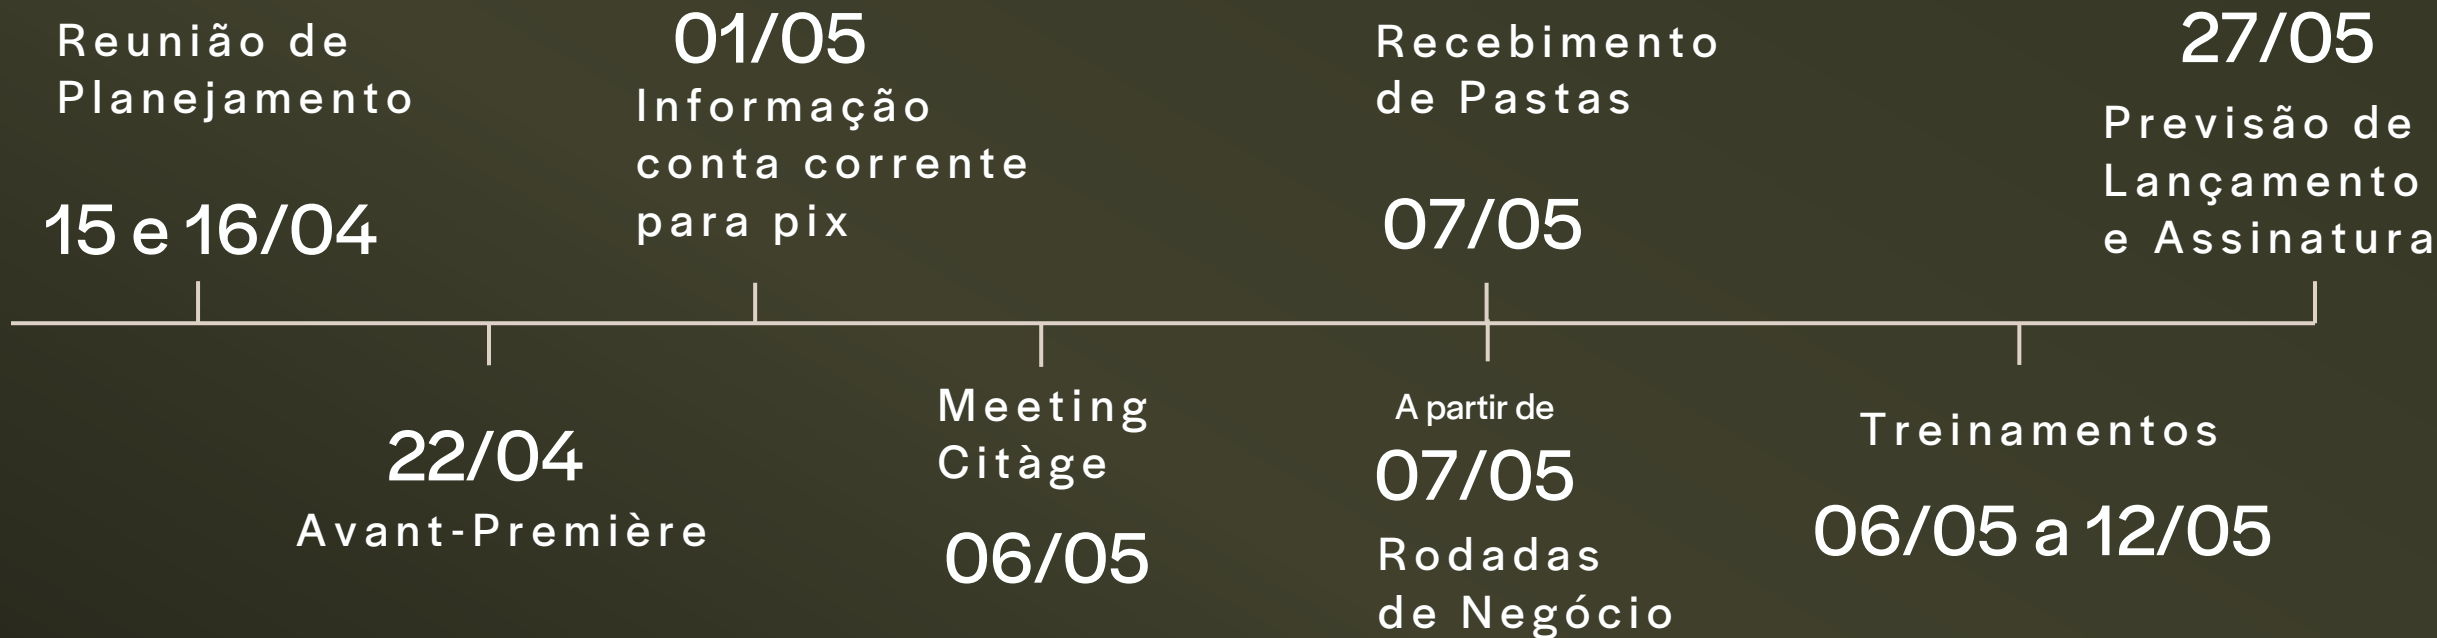 Reunião de
Planejamento
15 e 16/04
22/04
Avant-Première
01/05
Informação
conta corrente
para pix
Meeting
Citàge
06/05
Recebimento
de Pastas
07/05
A partir de
07/05
Rodadas
de Negócio
Treinamentos
06/05 a 12/05
27/05
Previsão de
Lançamento
e Assinatura